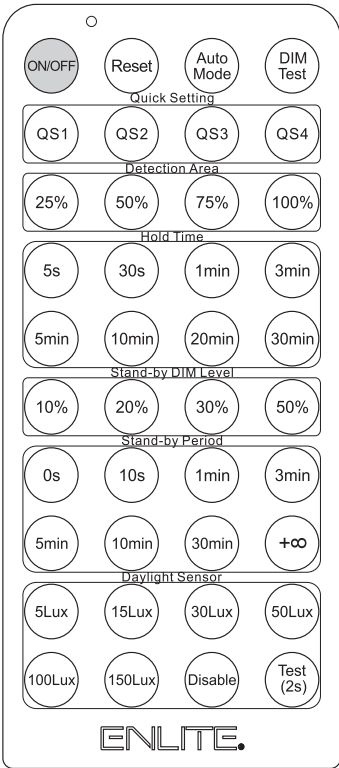 ON/OFF Reset Auto Mode DIM Test
Quick Setting
QS1 QS2 QS3 QS4
Detection Area
25% 50% 75% 100%
Hold Time
5s 30s 1min 3min
5min 10min 20min 30min
Stand-by DIM Level
10% 20% 30% 50%
Stand-by Period
0s 10s 1min 3min
5min 10min 30min +∞
Daylight Sensor
5Lux 15Lux 30Lux 50Lux
100Lux 150Lux Disable Test (2s)
ENLITE.